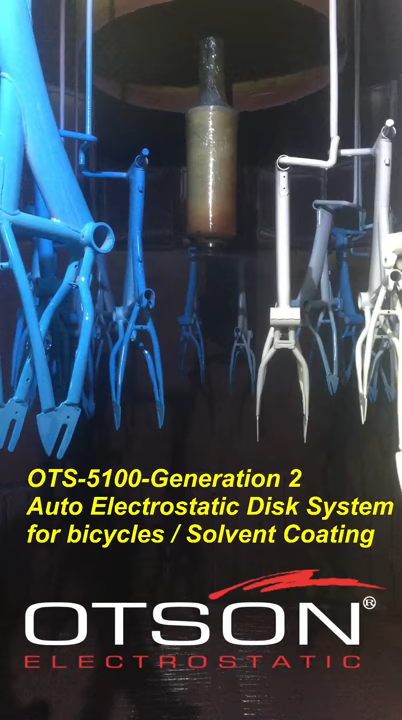 OTS-5100-Generation 2
Auto Electrostatic Disk System
for bicycles / Solvent Coating
OTSON®
ELECTROSTATIC